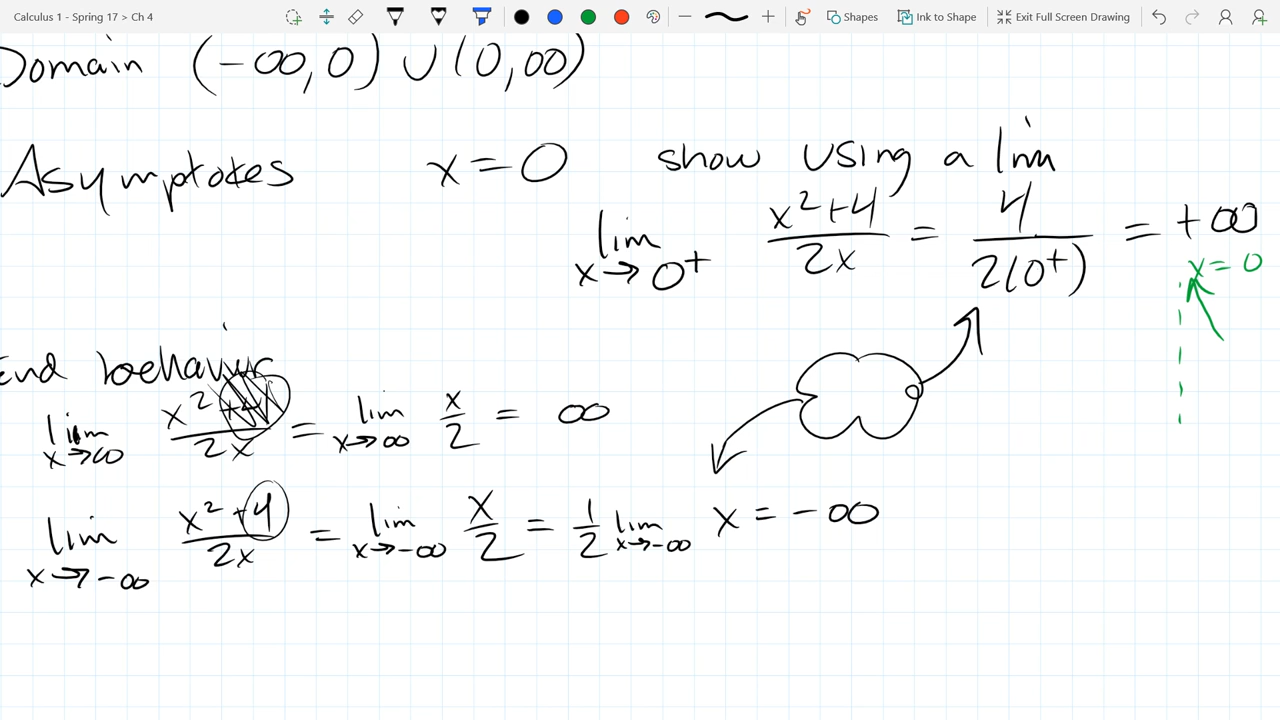 Calculus 1 - Spring 17 > Ch 4
Shapes
Ink to Shape
Exit Full Screen Drawing
Domain (-∞,0) ∪ (0,∞)
Asymptotes x=0 show using a lim
lim x→0+ (x²+4)/(2x) = 4/(2(0+)) = +∞
x=0
End behavior
lim x→∞ (x²+4)/(2x) = lim x→∞ x/2 = ∞
lim x→-∞ (x²+4)/(2x) = lim x→-∞ x/2 = 1/2 lim x→-∞ x = -∞